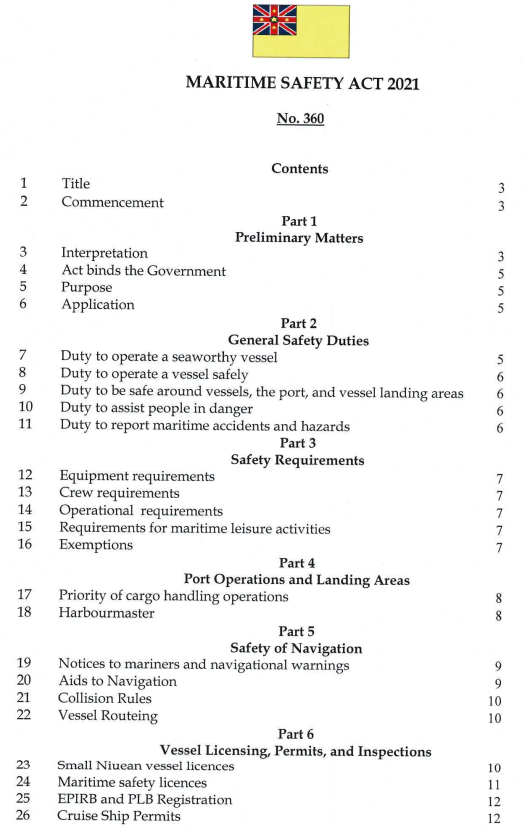 MARITIME SAFETY ACT 2021
No. 360
Contents
1 Title 3
2 Commencement 3
Part 1
Preliminary Matters
3 Interpretation 3
4 Act binds the Government 5
5 Purpose 5
6 Application 5
Part 2
General Safety Duties
7 Duty to operate a seaworthy vessel 5
8 Duty to operate a vessel safely 6
9 Duty to be safe around vessels, the port, and vessel landing areas 6
10 Duty to assist people in danger 6
11 Duty to report maritime accidents and hazards 6
Part 3
Safety Requirements
12 Equipment requirements 7
13 Crew requirements 7
14 Operational requirements 7
15 Requirements for maritime leisure activities 7
16 Exemptions 7
Part 4
Port Operations and Landing Areas
17 Priority of cargo handling operations 8
18 Harbourmaster 8
Part 5
Safety of Navigation
19 Notices to mariners and navigational warnings 9
20 Aids to Navigation 9
21 Collision Rules 10
22 Vessel Routeing 10
Part 6
Vessel Licensing, Permits, and Inspections
23 Small Niuean vessel licences 10
24 Maritime safety licences 11
25 EPIRB and PLB Registration 12
26 Cruise Ship Permits 12